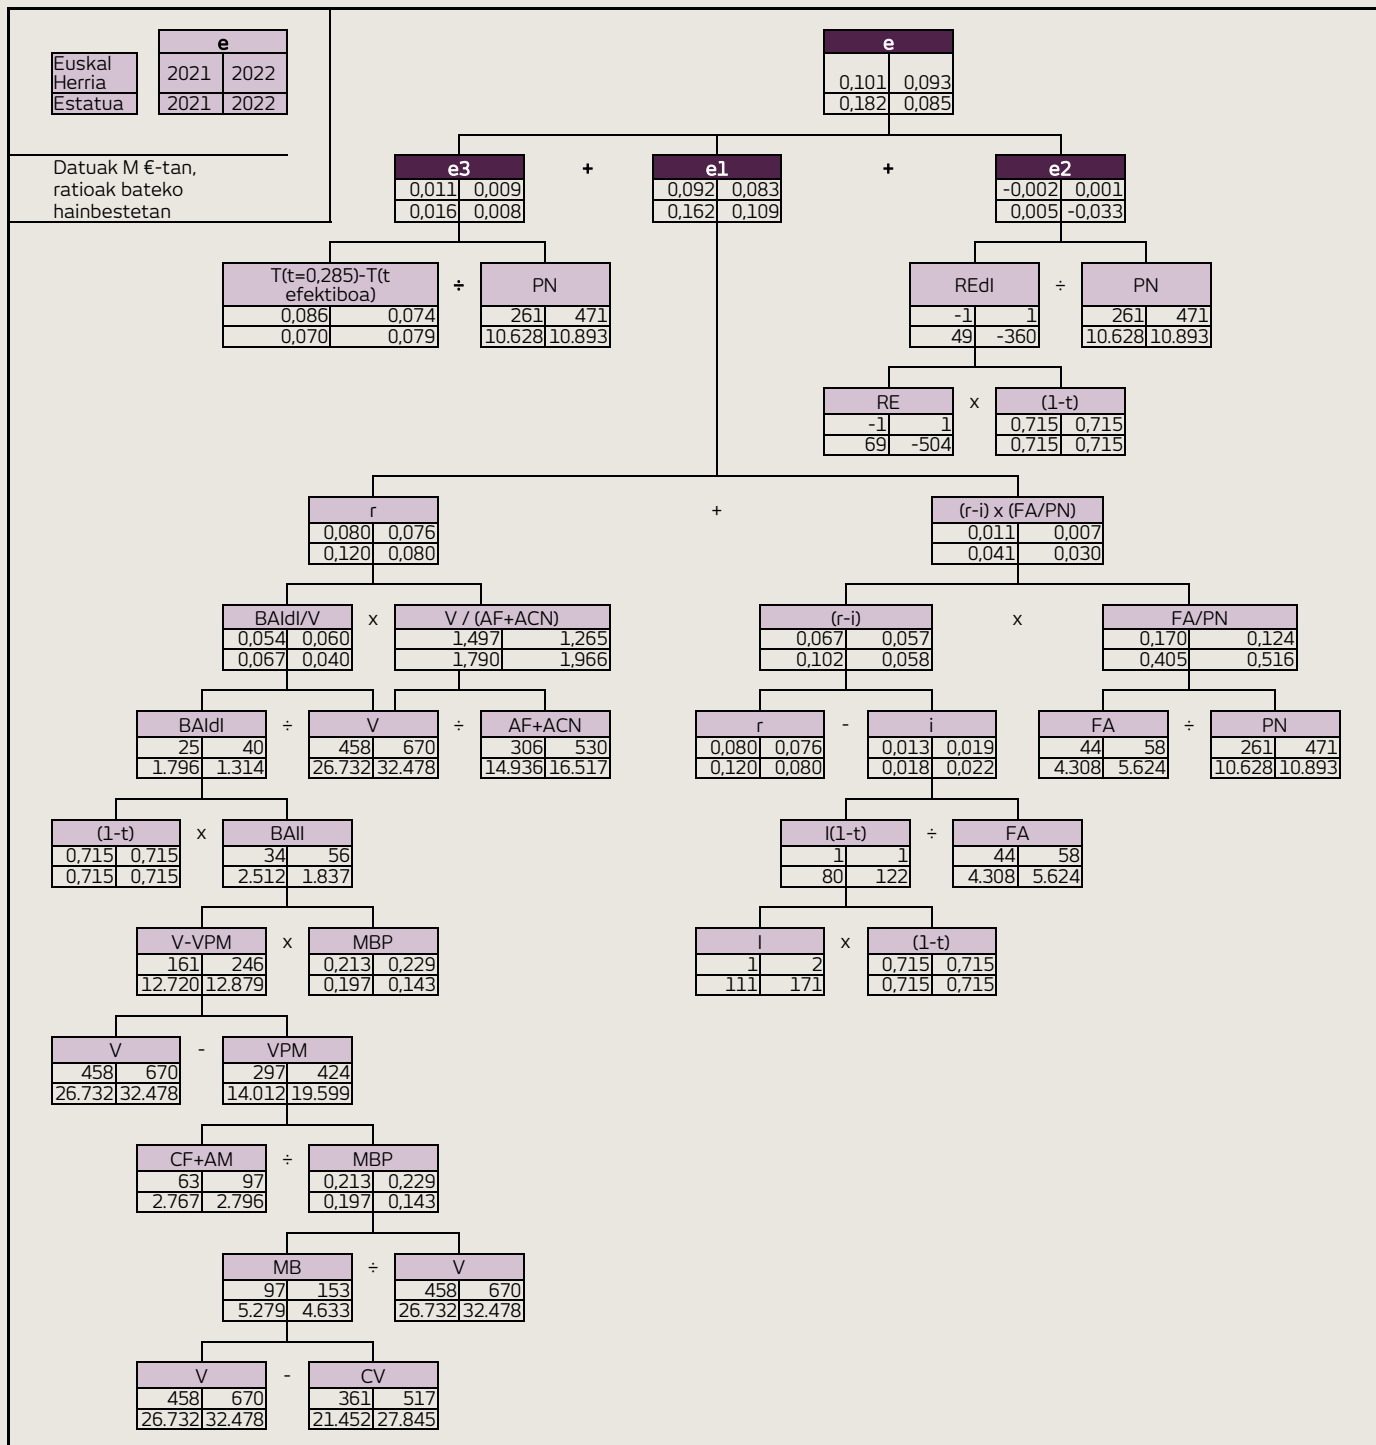 e
Euskal
Herria
2021 2022
Estatua
2021 2022
Datuak M €-tan,
ratioak bateko
hainbestetan
e
0,101 0,093
0,182 0,085
e3 + e1 + e2
0,011 0,009 0,092 0,083 -0,002 0,001
0,016 0,008 0,162 0,109 0,005 -0,033
T(t=0,285)-T(t
efektiboa)
÷ PN REdI ÷ PN
0,086 0,074 261 471 -1 1 261 471
0,070 0,079 10.628 10.893 49 -360 10.628 10.893
RE x (1-t)
-1 1 0,715 0,715
69 -504 0,715 0,715
r + (r-i) x (FA/PN)
0,080 0,076 0,011 0,007
0,120 0,080 0,041 0,030
BAIdI/V x V / (AF+ACN) (r-i) x FA/PN
0,054 0,060 1,497 1,265 0,067 0,057 0,170 0,124
0,067 0,040 1,790 1,966 0,102 0,058 0,405 0,516
BAIdI ÷ V ÷ AF+ACN r - i FA ÷ PN
25 40 458 670 306 530 0,080 0,076 0,013 0,019 44 58 261 471
1.796 1.314 26.732 32.478 14.936 16.517 0,120 0,080 0,018 0,022 4.308 5.624 10.628 10.893
(1-t) x BAII I(1-t) ÷ FA
0,715 0,715 34 56 1 1 44 58
0,715 0,715 2.512 1.837 80 122 4.308 5.624
V-VPM x MBP I x (1-t)
161 246 0,213 0,229 1 2 0,715 0,715
12.720 12.879 0,197 0,143 111 171 0,715 0,715
V - VPM
458 670 297 424
26.732 32.478 14.012 19.599
CF+AM ÷ MBP
63 97 0,213 0,229
2.767 2.796 0,197 0,143
MB ÷ V
97 153 458 670
5.279 4.633 26.732 32.478
V - CV
458 670 361 517
26.732 32.478 21.452 27.845